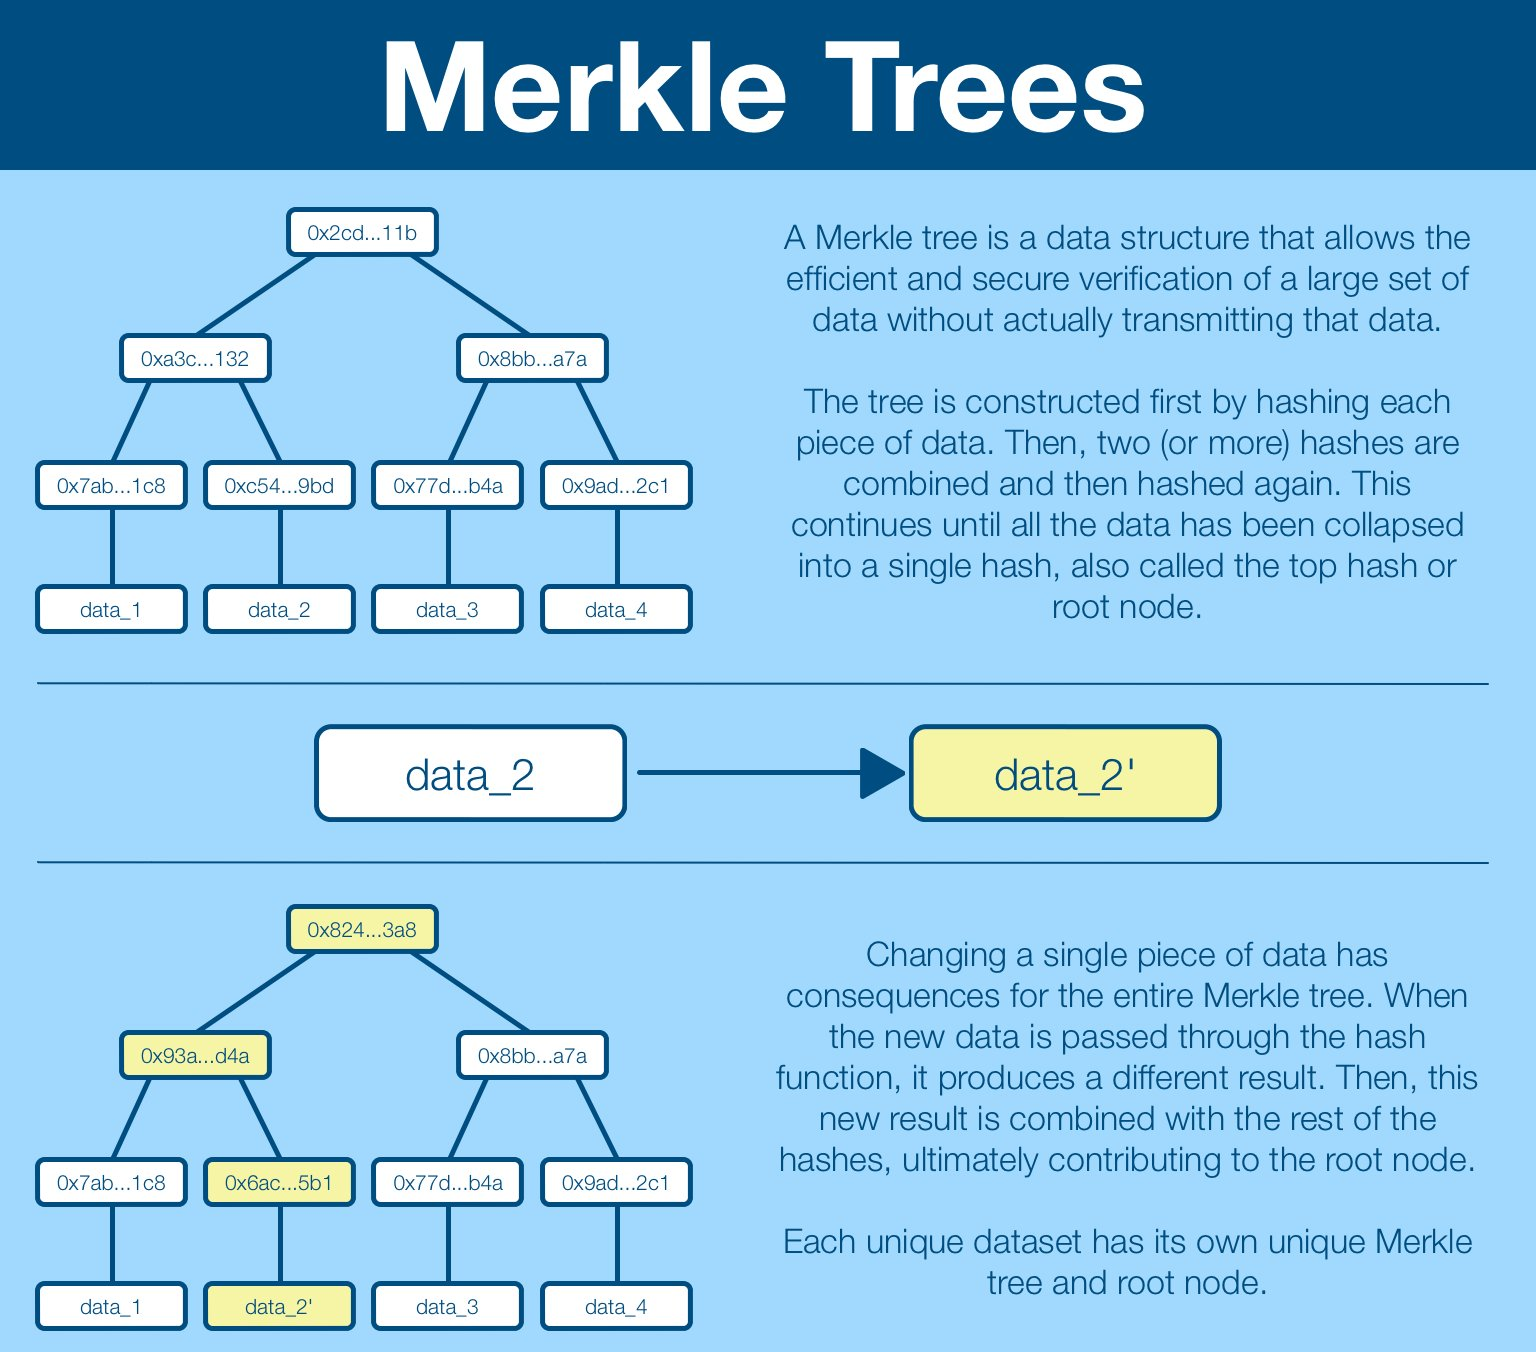 Merkle Trees
0x2cd...11b
0xa3c...132
0x8bb...a7a
0x7ab...1c8
0xc54...9bd
0x77d...b4a
0x9ad...2c1
data_1
data_2
data_3
data_4
A Merkle tree is a data structure that allows the
efficient and secure verification of a large set of
data without actually transmitting that data.
The tree is constructed first by hashing each
piece of data. Then, two (or more) hashes are
combined and then hashed again. This
continues until all the data has been collapsed
into a single hash, also called the top hash or
root node.
data_2
data_2'
0x824...3a8
0x93a...d4a
0x8bb...a7a
0x7ab...1c8
0x6ac...5b1
0x77d...b4a
0x9ad...2c1
data_1
data_2'
data_3
data_4
Changing a single piece of data has
consequences for the entire Merkle tree. When
the new data is passed through the hash
function, it produces a different result. Then, this
new result is combined with the rest of the
hashes, ultimately contributing to the root node.
Each unique dataset has its own unique Merkle
tree and root node.